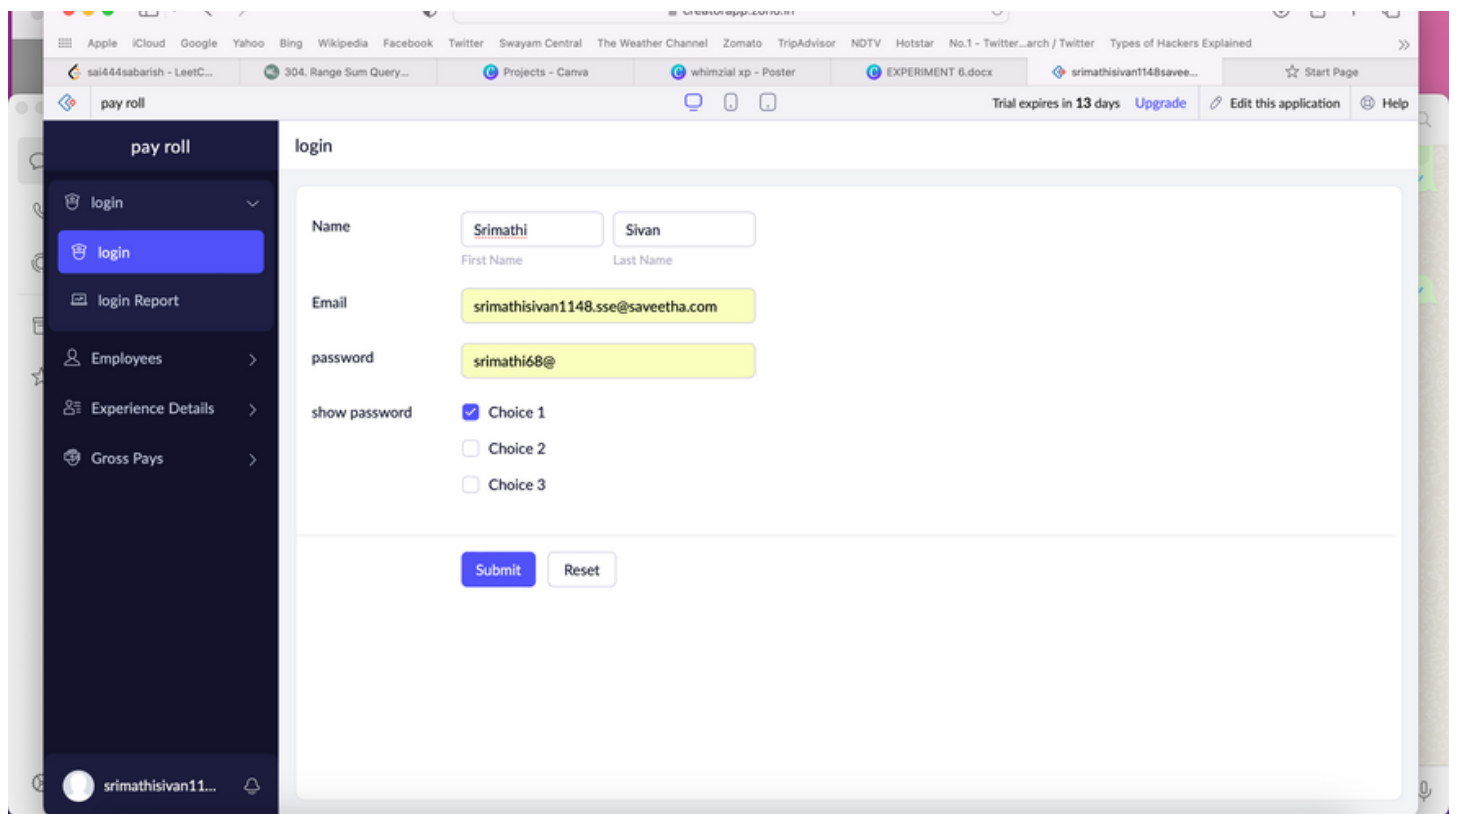 creatorapp.zoho.in
Apple iCloud Google Yahoo Bing Wikipedia Facebook Twitter Swayam Central The Weather Channel Zomato TripAdvisor NDTV Hotstar No.1 - Twitter...arch / Twitter Types of Hackers Explained
sai444sabarish - LeetC... 304. Range Sum Query... Projects - Canva whimzial xp - Poster EXPERIMENT 6.docx srimathisivan1148savee... Start Page
pay roll Trial expires in 13 days Upgrade Edit this application Help
pay roll login
login
Name Srimathi Sivan
First Name Last Name
login
login Report
Email srimathisivan1148.sse@saveetha.com
Employees
password srimathi68@
Experience Details
show password Choice 1
Gross Pays
Choice 2
Choice 3
Submit Reset
srimathisivan11...